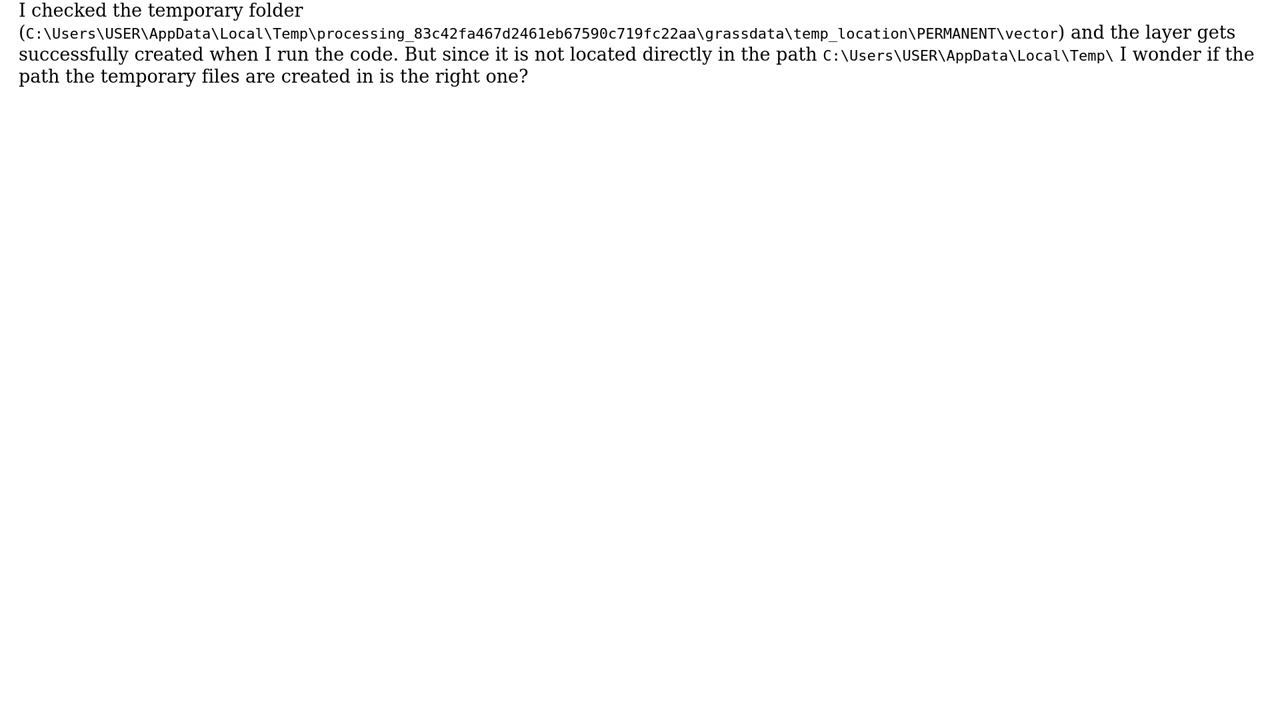 I checked the temporary folder
(C:\Users\USER\AppData\Local\Temp\processing_83c42fa467d2461eb67590c719fc22aa\grassdata\temp_location\PERMANENT\vector) and the layer gets
successfully created when I run the code. But since it is not located directly in the path C:\Users\USER\AppData\Local\Temp\ I wonder if the
path the temporary files are created in is the right one?